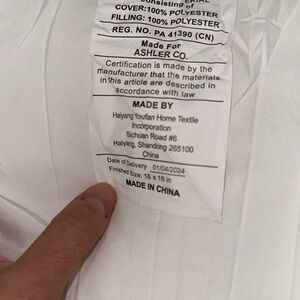 consisting of
COVER:100% POLYESTER
FILLING: 100% POLYESTER
REG. NO. PA 41390 (CN)
Made For
ASHLER CO.
Certification is made by the
manufacturer that the materials
in this article are described in
accordance with law
MADE BY
Haiyang Youfan Home Textile
Incorporation
Sichuan Road #6
Haiyang, Shandong 265100
China
Date of Delivery 01/04/2024
Finished Size: 18 x 18 in
MADE IN CHINA